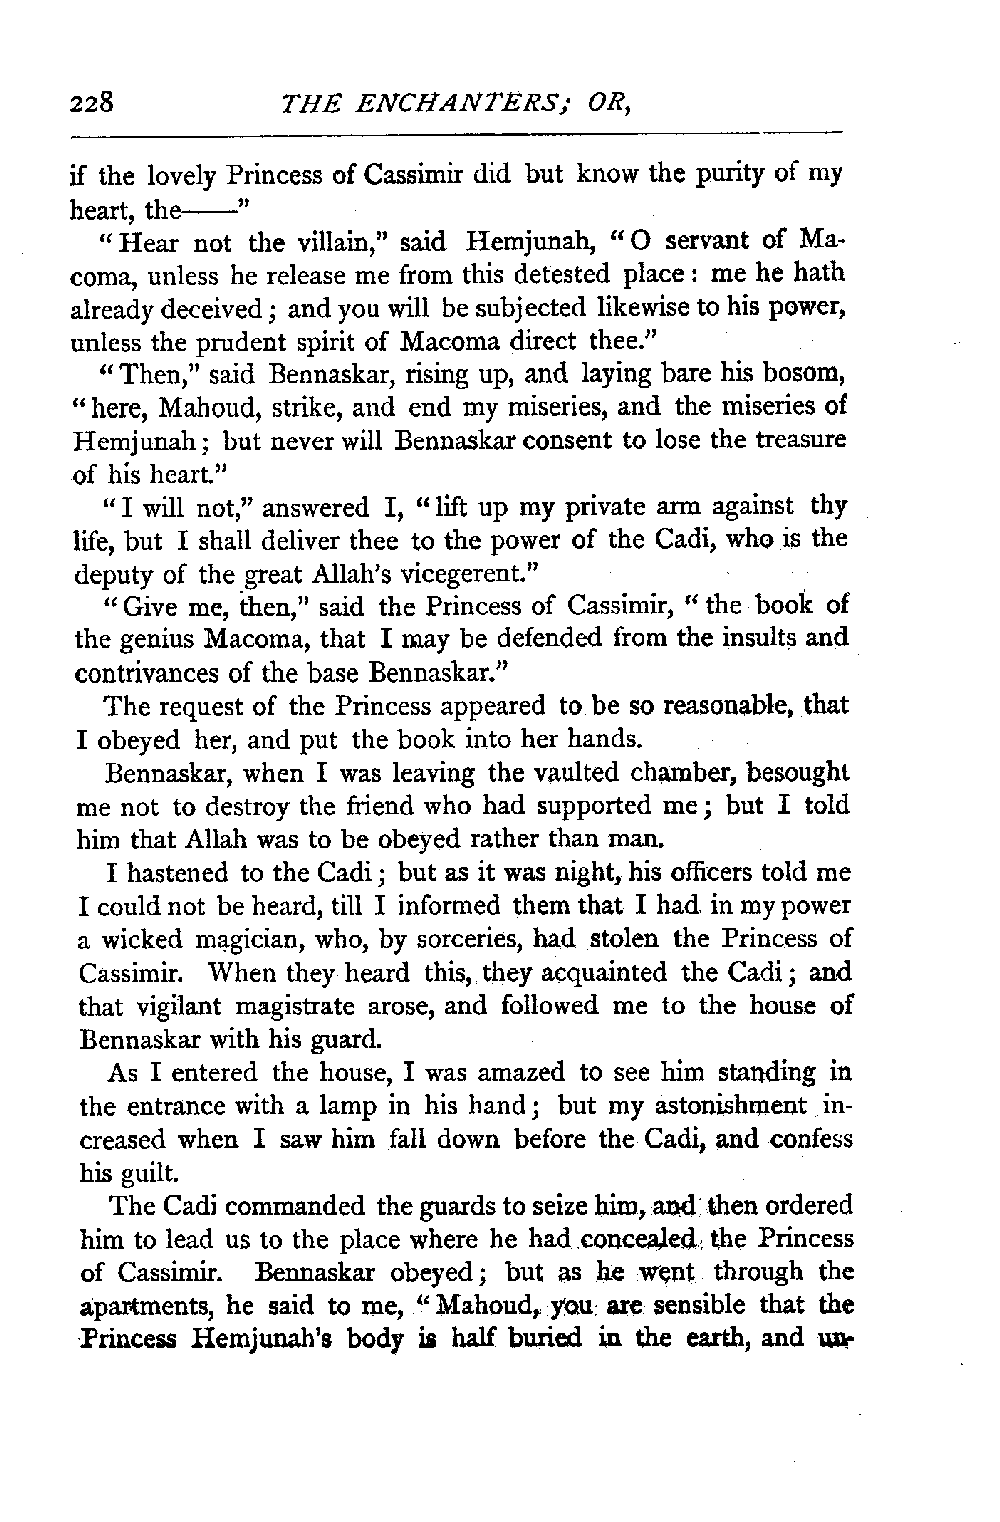 228 THE ENCHANTERS; OR,
if the lovely Princess of Cassimir did but know the purity of my
heart, the——"
"Hear not the villain," said Hemjunah, "O servant of Ma-
coma, unless he release me from this detested place: me he hath
already deceived; and you will be subjected likewise to his power,
unless the prudent spirit of Macoma direct thee."
"Then," said Bennaskar, rising up, and laying bare his bosom,
"here, Mahoud, strike, and end my miseries, and the miseries of
Hemjunah; but never will Bennaskar consent to lose the treasure
of his heart."
"I will not," answered I, "lift up my private arm against thy
life, but I shall deliver thee to the power of the Cadi, who is the
deputy of the great Allah's vicegerent."
"Give me, then," said the Princess of Cassimir, "the book of
the genius Macoma, that I may be defended from the insults and
contrivances of the base Bennaskar."
The request of the Princess appeared to be so reasonable, that
I obeyed her, and put the book into her hands.
Bennaskar, when I was leaving the vaulted chamber, besought
me not to destroy the friend who had supported me; but I told
him that Allah was to be obeyed rather than man.
I hastened to the Cadi; but as it was night, his officers told me
I could not be heard, till I informed them that I had in my power
a wicked magician, who, by sorceries, had stolen the Princess of
Cassimir. When they heard this, they acquainted the Cadi; and
that vigilant magistrate arose, and followed me to the house of
Bennaskar with his guard.
As I entered the house, I was amazed to see him standing in
the entrance with a lamp in his hand; but my astonishment in-
creased when I saw him fall down before the Cadi, and confess
his guilt.
The Cadi commanded the guards to seize him, and then ordered
him to lead us to the place where he had concealed the Princess
of Cassimir. Bennaskar obeyed; but as he went through the
apartments, he said to me, "Mahoud, you are sensible that the
Princess Hemjunah's body is half buried in the earth, and un-